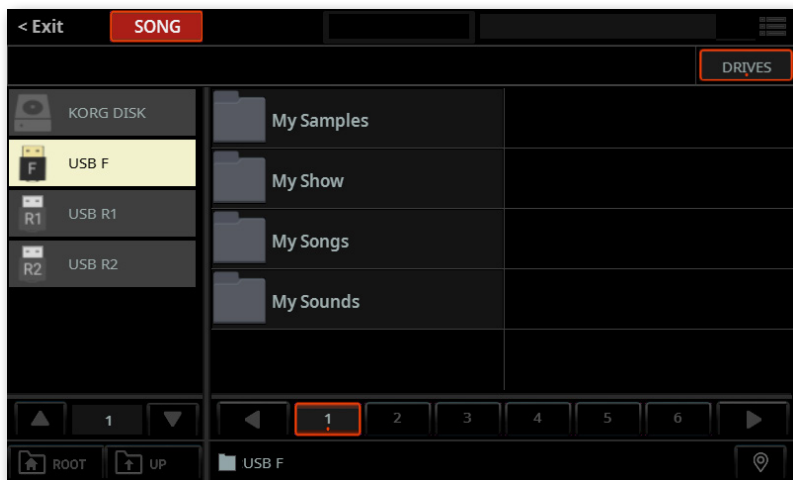 < Exit SONG
DRIVES
KORG DISK
F USB F
R1 USB R1
R2 USB R2
My Samples
My Show
My Songs
My Sounds
1
1 2 3 4 5 6
ROOT UP
USB F